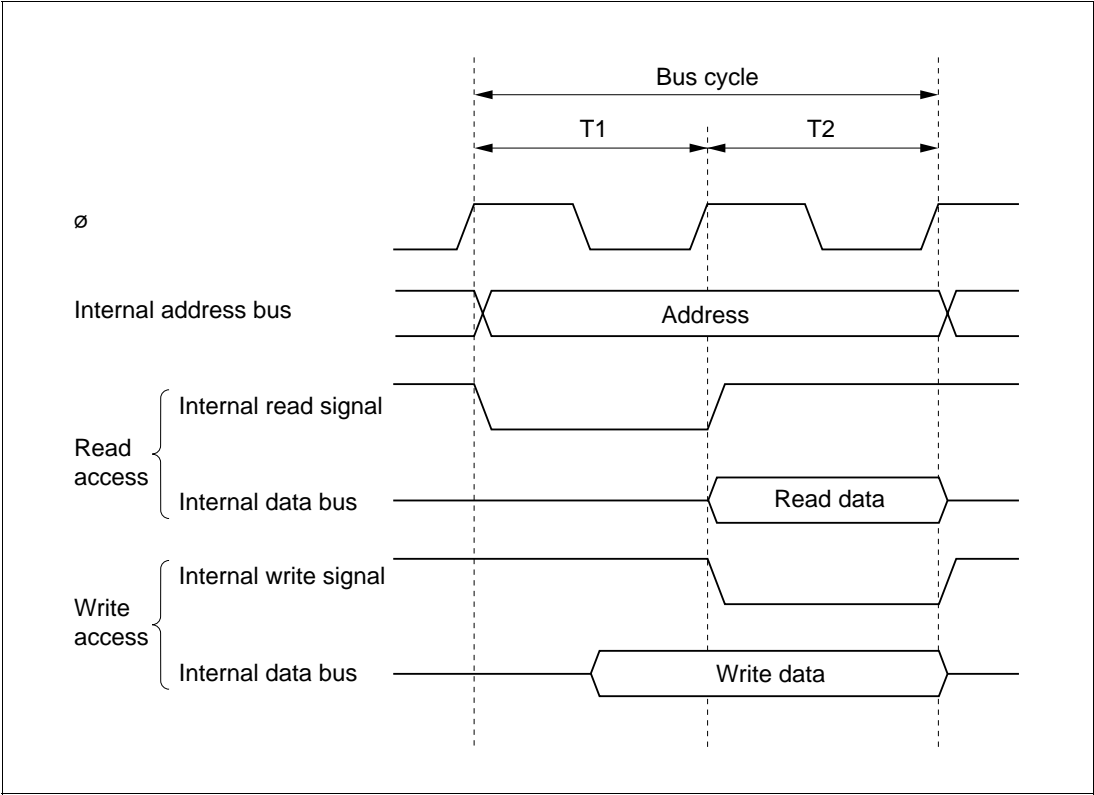 Bus cycle
T1
T2
ø
Internal address bus
Address
Read
access
Internal read signal
Internal data bus
Read data
Write
access
Internal write signal
Internal data bus
Write data